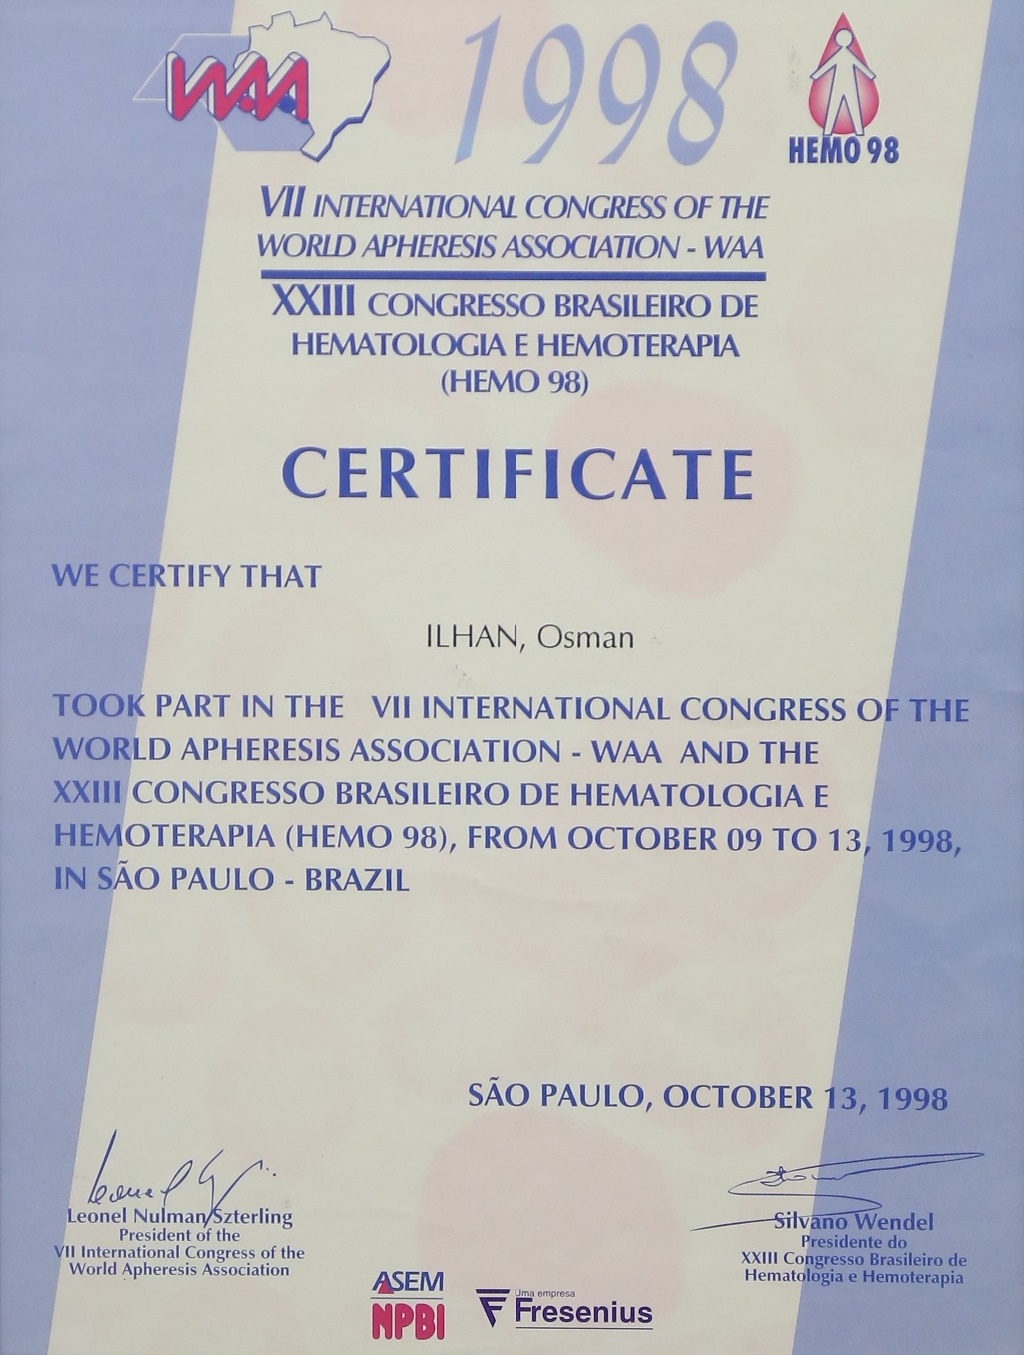 WAA
1998
HEMO 98
VII INTERNATIONAL CONGRESS OF THE
WORLD APHERESIS ASSOCIATION - WAA
XXIII CONGRESSO BRASILEIRO DE
HEMATOLOGIA E HEMOTERAPIA
(HEMO 98)
CERTIFICATE
WE CERTIFY THAT
ILHAN, Osman
TOOK PART IN THE VII INTERNATIONAL CONGRESS OF THE
WORLD APHERESIS ASSOCIATION - WAA AND THE
XXIII CONGRESSO BRASILEIRO DE HEMATOLOGIA E
HEMOTERAPIA (HEMO 98), FROM OCTOBER 09 TO 13, 1998,
IN SÃO PAULO - BRAZIL
SÃO PAULO, OCTOBER 13, 1998
Leonel Nulman Szterling
President of the
VII International Congress of the
World Apheresis Association
Silvano Wendel
Presidente do
XXIII Congresso Brasileiro de
Hematologia e Hemoterapia
ASEM
NPBI
Uma empresa
Fresenius